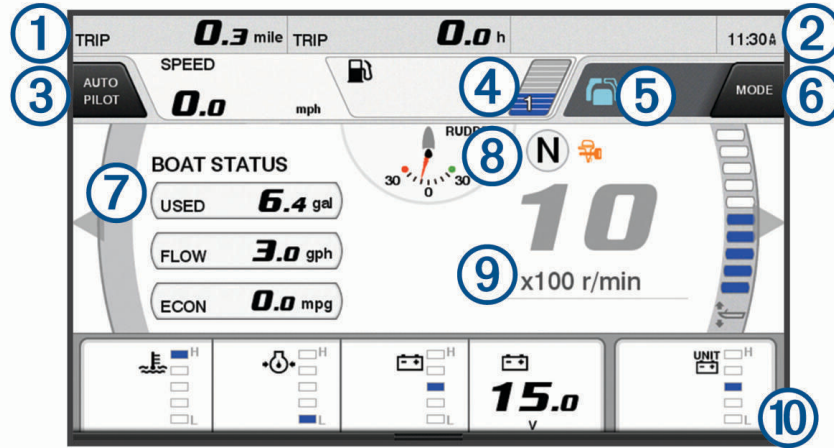 1 TRIP 0.3 mile TRIP 0.0 h 11:30A 2
3 AUTO PILOT SPEED 0.0 mph 4 1 5 MODE 6
8 N
RUDD
30 0 30
BOAT STATUS
7 USED 6.4 gal
FLOW 3.0 gph
ECON 0.0 mpg
10
9 x100 r/min
H L
H L
H L
15.0
V
UNIT
H L
10